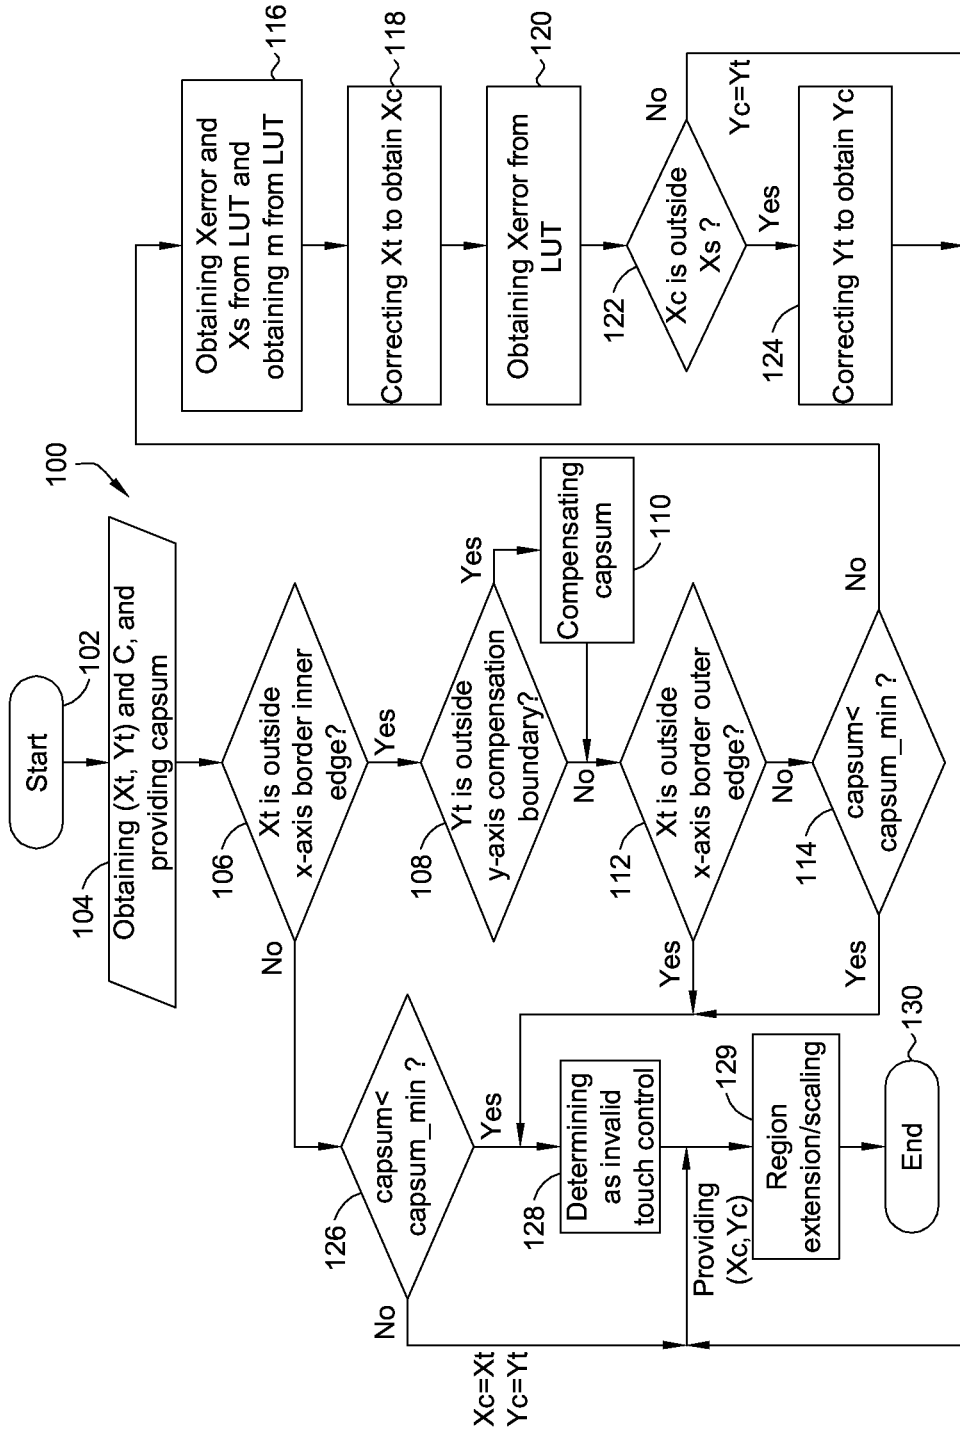 100
Start
102
104
Obtaining (Xt, Yt) and C, and
providing capsum
106
Xt is outside
x-axis border inner
edge?
No
Yes
108
Yt is outside
y-axis compensation
boundary?
Yes
No
Compensating
capsum
110
112
Xt is outside
x-axis border outer
edge?
Yes
No
114
capsum<
capsum_min ?
Yes
No
116
Obtaining Xerror and
Xs from LUT and
obtaining m from LUT
118
Correcting Xt to obtain Xc
120
Obtaining Xerror from
LUT
122
Xc is outside
Xs ?
No
Yc=Yt
Yes
124
Correcting Yt to obtain Yc
126
capsum<
capsum_min ?
No
Xc=Xt
Yc=Yt
Yes
128
Determining
as invalid
touch control
Providing
(Xc,Yc)
129
Region
extension/scaling
130
End